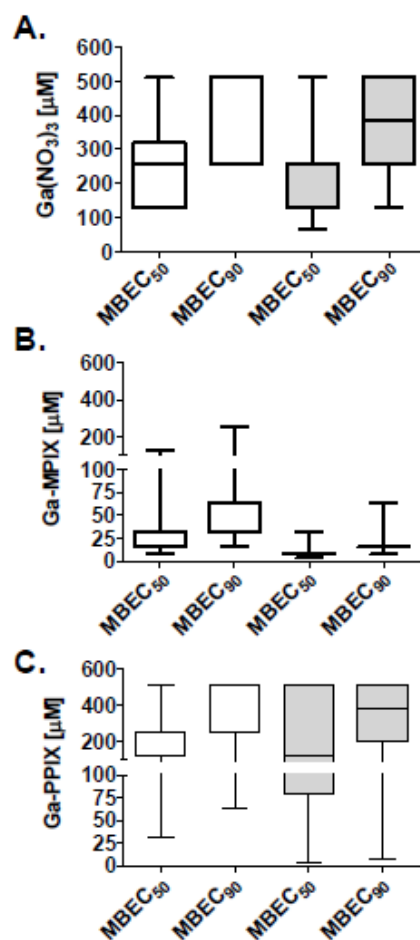 A.
Ga(NO₃)₃ [µM]
600
500
400
300
200
100
0
MBEC₅₀
MBEC₉₀
MBEC₅₀
MBEC₉₀
B.
Ga-MPIX [µM]
600
400
200
100
75
50
25
0
MBEC₅₀
MBEC₉₀
MBEC₅₀
MBEC₉₀
C.
Ga-PPIX [µM]
600
400
200
100
75
50
25
0
MBEC₅₀
MBEC₉₀
MBEC₅₀
MBEC₉₀